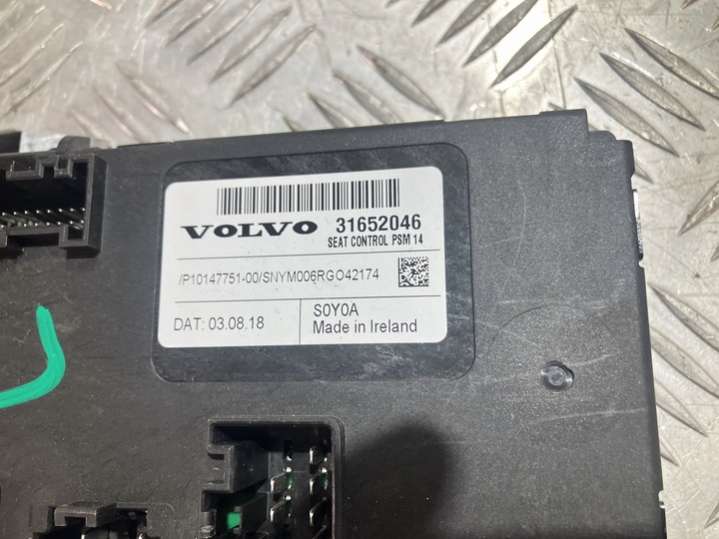 VOLVO 31652046
SEAT CONTROL PSM 14
/P10147751-00/SNYM006RGO42174
DAT: 03.08.18
S0Y0A
Made in Ireland